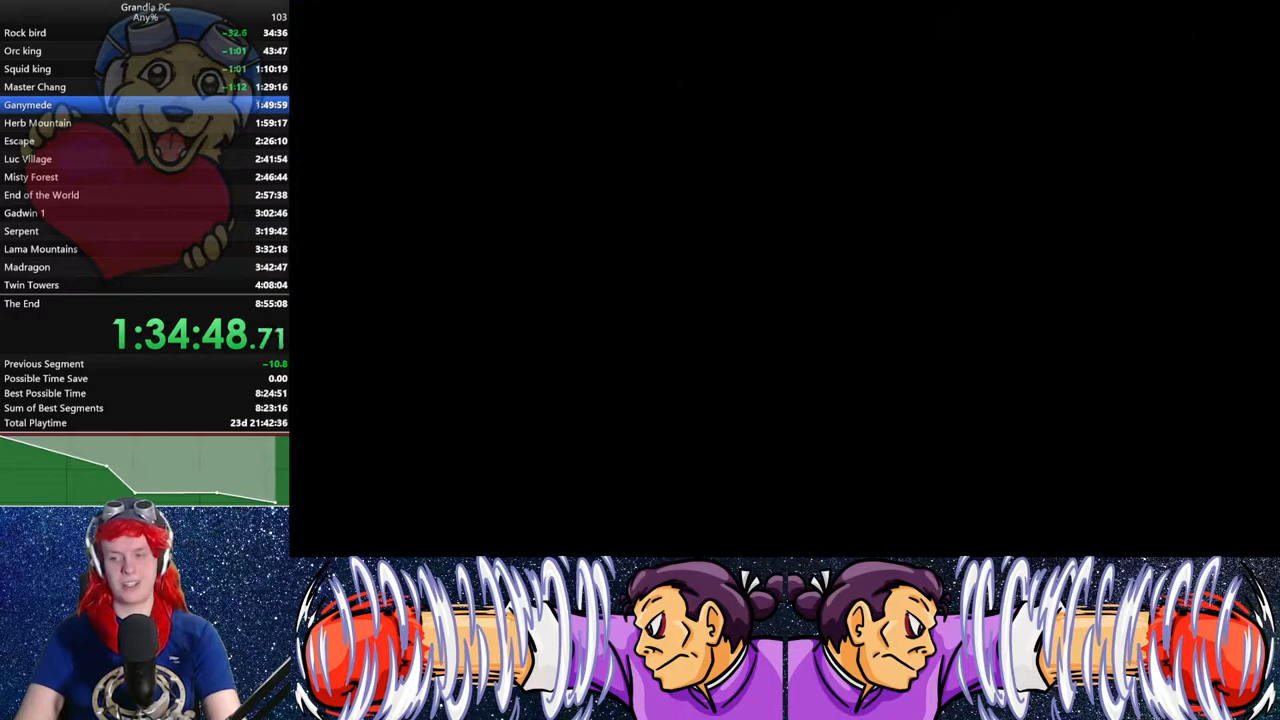 Grandia PC
Any% 103
Rock bird -32.6 34:36
Orc king -1:01 43:47
Squid king -1:01 1:10:19
Master Chang -1:12 1:29:16
Ganymede 1:49:59
Herb Mountain 1:59:17
Escape 2:26:10
Luc Village 2:41:54
Misty Forest 2:46:44
End of the World 2:57:38
Gadwin 1 3:02:46
Serpent 3:19:42
Lama Mountains 3:32:18
Madragon 3:42:47
Twin Towers 4:08:04
The End 8:55:08
1:34:48.71
Previous Segment -10.8
Possible Time Save 0.00
Best Possible Time 8:24:51
Sum of Best Segments 8:23:16
Total Playtime 23d 21:42:36